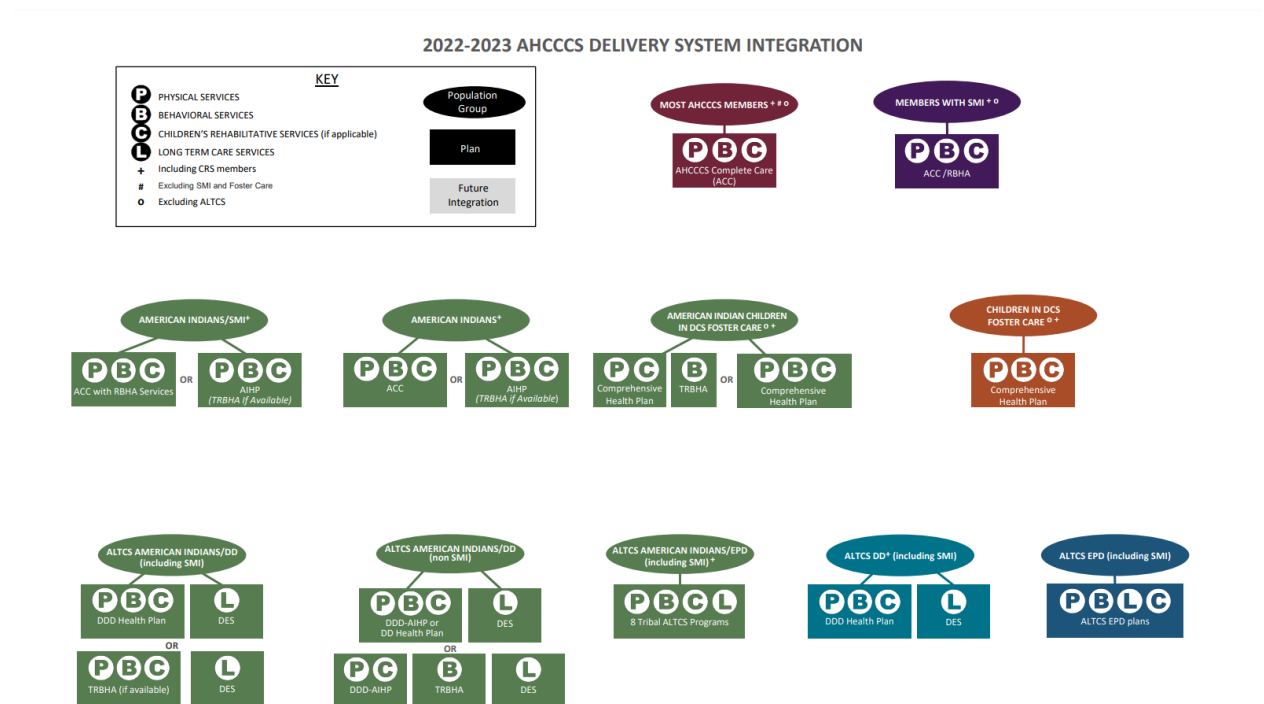 2022-2023 AHCCCS DELIVERY SYSTEM INTEGRATION
KEY
P PHYSICAL SERVICES
B BEHAVIORAL SERVICES
C CHILDREN'S REHABILITATIVE SERVICES (if applicable)
L LONG TERM CARE SERVICES
+ Including CRS members
# Excluding SMI and Foster Care
o Excluding ALTCS
Population
Group
Plan
Future
Integration
MOST AHCCCS MEMBERS + # o
P B C
AHCCCS Complete Care
(ACC)
MEMBERS WITH SMI + o
P B C
ACC /RBHA
AMERICAN INDIANS/SMI+
P B C
ACC with RBHA Services
OR
P B C
AIHP
(TRBHA If Available)
AMERICAN INDIANS+
P B C
ACC
OR
P B C
AIHP
(TRBHA if Available)
AMERICAN INDIAN CHILDREN
IN DCS FOSTER CARE o +
P C
Comprehensive
Health Plan
B
TRBHA
OR
P B C
Comprehensive
Health Plan
CHILDREN IN DCS
FOSTER CARE o +
P B C
Comprehensive
Health Plan
ALTCS AMERICAN INDIANS/DD
(including SMI)
P B C
DDD Health Plan
L
DES
OR
P B C
TRBHA (if available)
L
DES
ALTCS AMERICAN INDIANS/DD
(non SMI)
P B C
DDD-AIHP or
DD Health Plan
L
DES
OR
P C
DDD-AIHP
B
TRBHA
L
DES
ALTCS AMERICAN INDIANS/EPD
(including SMI) +
P B C L
8 Tribal ALTCS Programs
ALTCS DD+ (including SMI)
P B C
DDD Health Plan
L
DES
ALTCS EPD (including SMI)
P B L C
ALTCS EPD plans